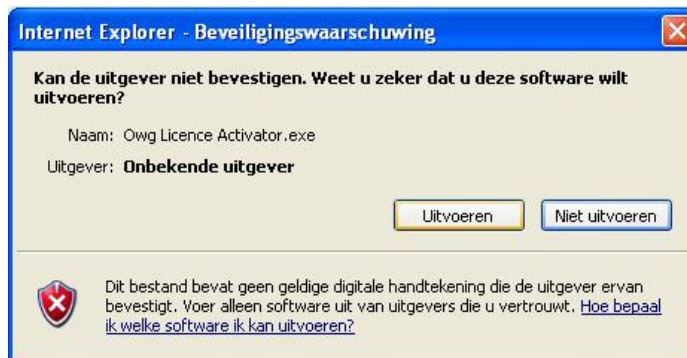 Internet Explorer - Beveiligingswaarschuwing
Kan de uitgever niet bevestigen. Weet u zeker dat u deze software wilt
uitvoeren?
Naam: Owg Licence Activator.exe
Uitgever: Onbekende uitgever
Uitvoeren Niet uitvoeren
Dit bestand bevat geen geldige digitale handtekening die de uitgever ervan
bevestigt. Voer alleen software uit van uitgevers die u vertrouwt. Hoe bepaal
ik welke software ik kan uitvoeren?